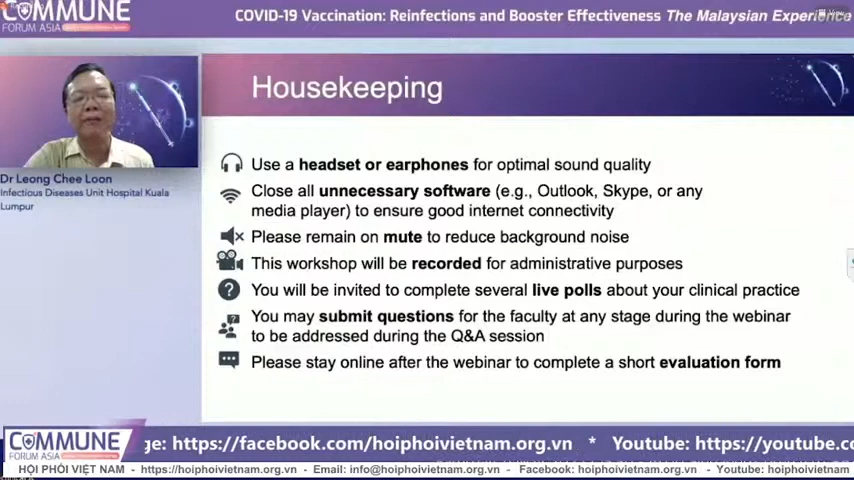 COMMUNE
FORUM ASIA
COVID-19 Vaccination: Reinfections and Booster Effectiveness The Malaysian Experience
View
Housekeeping
Dr Leong Chee Loon
Infectious Diseases Unit Hospital Kuala
Lumpur
Use a headset or earphones for optimal sound quality
Close all unnecessary software (e.g., Outlook, Skype, or any
media player) to ensure good internet connectivity
Please remain on mute to reduce background noise
This workshop will be recorded for administrative purposes
You will be invited to complete several live polls about your clinical practice
You may submit questions for the faculty at any stage during the webinar
to be addressed during the Q&A session
Please stay online after the webinar to complete a short evaluation form
COMMUNE
FORUM ASIA
ge: https://facebook.com/hoiphoivietnam.org.vn * Youtube: https://youtube.co
HỘI PHỔI VIỆT NAM - https://hoiphoivietnam.org.vn - Email: info@hoiphoivietnam.org.vn - Facebook: hoiphoivietnam.org.vn - Youtube: hoiphoivietnam